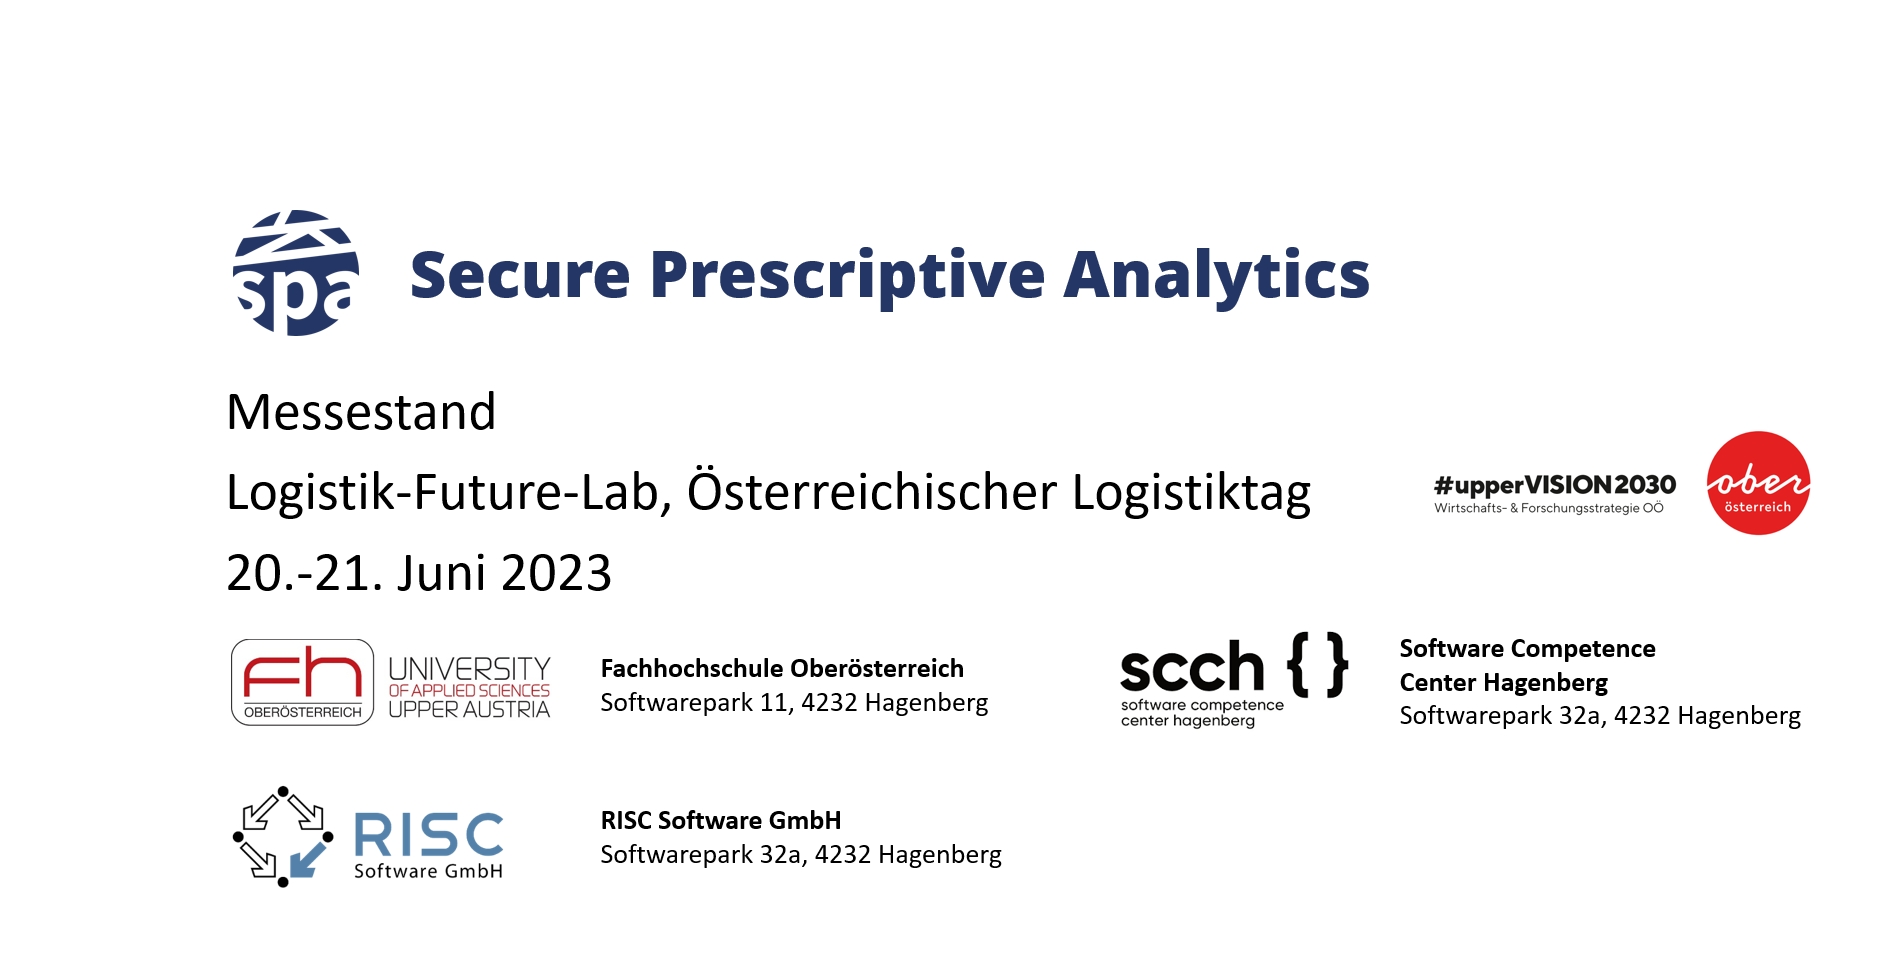 spa
Secure Prescriptive Analytics
Messestand
Logistik-Future-Lab, Österreichischer Logistiktag
20.-21. Juni 2023
#upperVISION2030
Wirtschafts- & Forschungsstrategie OÖ
ober
österreich
fh
OBERÖSTERREICH
UNIVERSITY
OF APPLIED SCIENCES
UPPER AUSTRIA
Fachhochschule Oberösterreich
Softwarepark 11, 4232 Hagenberg
scch { }
software competence
center hagenberg
Software Competence
Center Hagenberg
Softwarepark 32a, 4232 Hagenberg
RISC
Software GmbH
RISC Software GmbH
Softwarepark 32a, 4232 Hagenberg